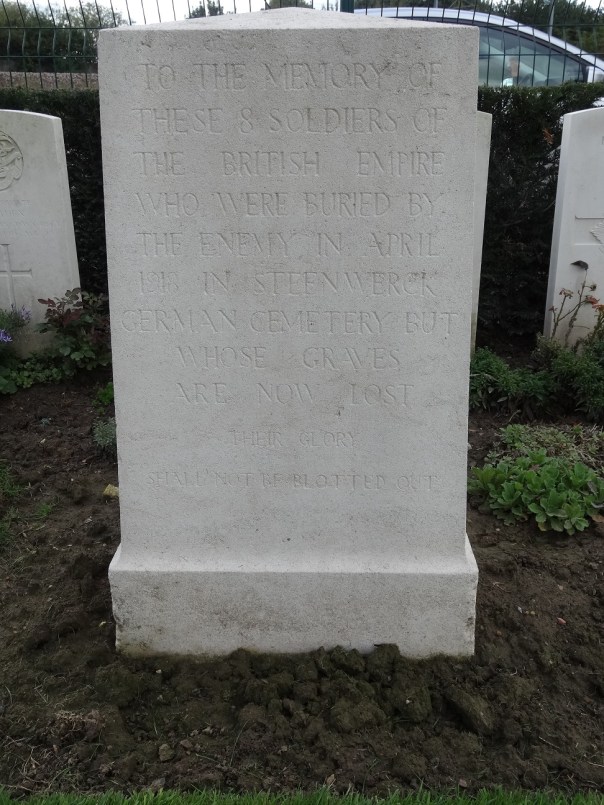 TO THE MEMORY OF
THESE 8 SOLDIERS OF
THE BRITISH EMPIRE
WHO WERE BURIED BY
THE ENEMY IN APRIL
1918 IN STEENWERCK
GERMAN CEMETERY BUT
WHOSE GRAVES
ARE NOW LOST
THEIR GLORY
SHALL NOT BE BLOTTED OUT